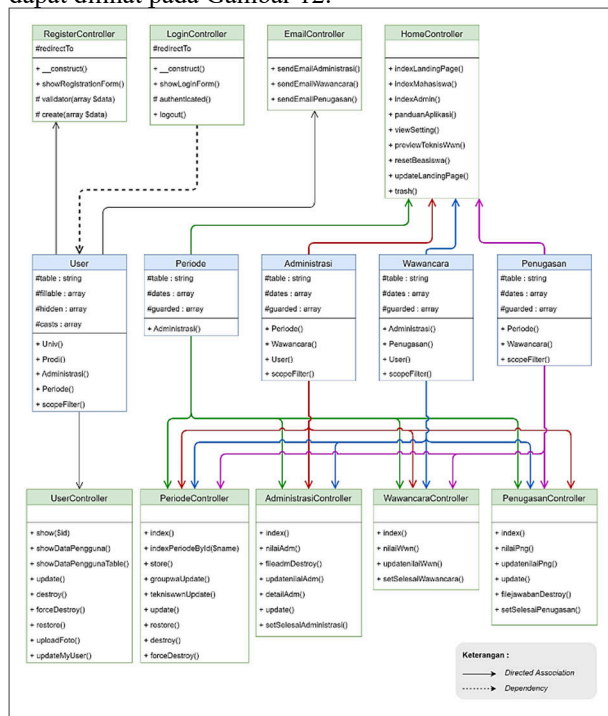 dapat dilihat pada Gambar 12.
RegisterController
#redirectTo
+ __construct()
+ showRegistrationForm()
# validator(array $data)
# create(array $data)
LoginController
#redirectTo
+ __construct()
+ showLoginForm()
# authenticated()
+ logout()
EmailController
+ sendEmailAdministrasi()
+ sendEmailWawancara()
+ sendEmailPenugasan()
HomeController
+ indexLandingPage()
+ indexMahasiswa()
+ indexAdmin()
+ panduanAplikasi()
+ viewSetting()
+ previewTeknisWwn()
+ resetBeasiswa()
+ updateLandingPage()
+ trash()
User
#table : string
#fillable : array
#hidden : array
#casts : array
+ Univ()
+ Prodi()
+ Administrasi()
+ Periode()
+ scopeFilter()
Periode
#table : string
#dates : array
#guarded : array
+ Administrasi()
Administrasi
#table : string
#dates : array
#guarded : array
+ Periode()
+ Wawancara()
+ User()
+ scopeFilter()
Wawancara
#table : string
#dates : array
#guarded : array
+ Administrasi()
+ Penugasan()
+ User()
+ scopeFilter()
Penugasan
#table : string
#dates : array
#guarded : array
+ Periode()
+ Wawancara()
+ scopeFilter()
UserController
+ show($id)
+ showDataPengguna()
+ showDataPenggunaTable()
+ update()
+ destroy()
+ forceDestroy()
+ restore()
+ uploadFoto()
+ updateMyUser()
PeriodeController
+ index()
+ indexPeriodeById($name)
+ store()
+ groupwaUpdate()
+ tekniswwnUpdate()
+ update()
+ restore()
+ destroy()
+ forceDestroy()
AdministrasiController
+ index()
+ nilaiAdm()
+ fileadmDestroy()
+ updatenilaiAdm()
+ detailAdm()
+ update()
+ setSelesaiAdministrasi()
WawancaraController
+ index()
+ nilaiWwn()
+ updatenilaiWwn()
+ setSelesaiWawancara()
PenugasanController
+ index()
+ nilaiPng()
+ updatenilaiPng()
+ update()
+ filejawabanDestroy()
+ setSelesaiPenugasan()
Keterangan :
Directed Association
Dependency